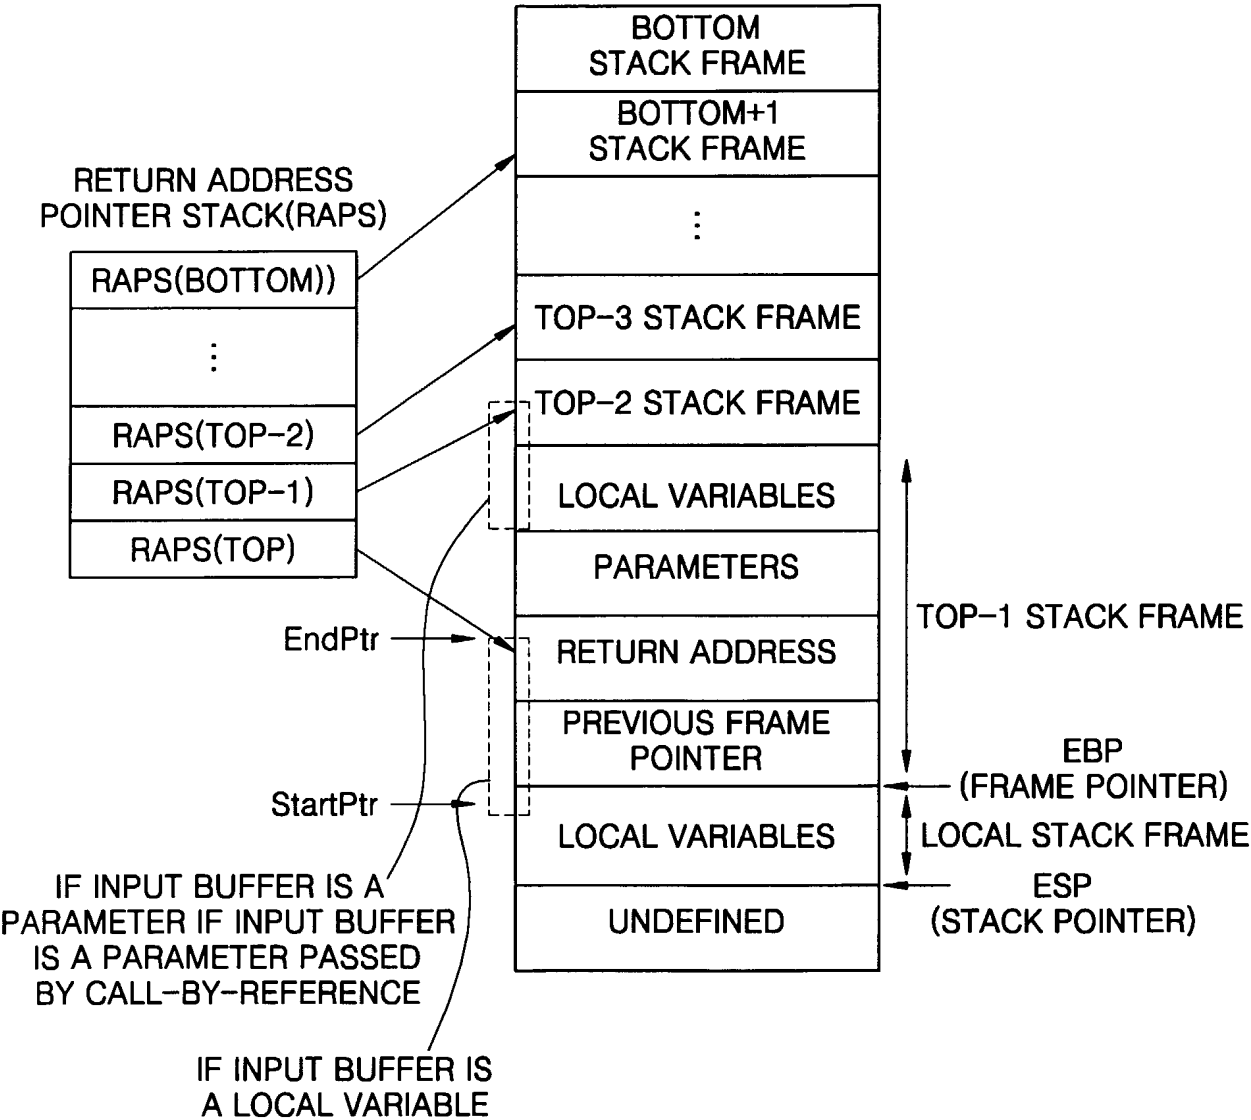 BOTTOM
STACK FRAME
BOTTOM+1
STACK FRAME
⋮
TOP-3 STACK FRAME
TOP-2 STACK FRAME
LOCAL VARIABLES
PARAMETERS
RETURN ADDRESS
PREVIOUS FRAME
POINTER
LOCAL VARIABLES
UNDEFINED
RETURN ADDRESS
POINTER STACK(RAPS)
RAPS(BOTTOM))
⋮
RAPS(TOP-2)
RAPS(TOP-1)
RAPS(TOP)
EndPtr
StartPtr
TOP-1 STACK FRAME
EBP
(FRAME POINTER)
LOCAL STACK FRAME
ESP
(STACK POINTER)
IF INPUT BUFFER IS A
PARAMETER IF INPUT BUFFER
IS A PARAMETER PASSED
BY CALL-BY-REFERENCE
IF INPUT BUFFER IS
A LOCAL VARIABLE